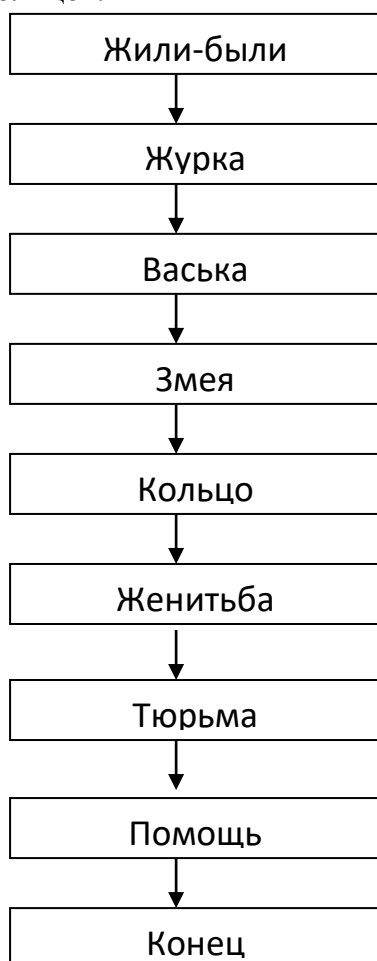 Жили-были
Журка
Васька
Змея
Кольцо
Женитьба
Тюрьма
Помощь
Конец